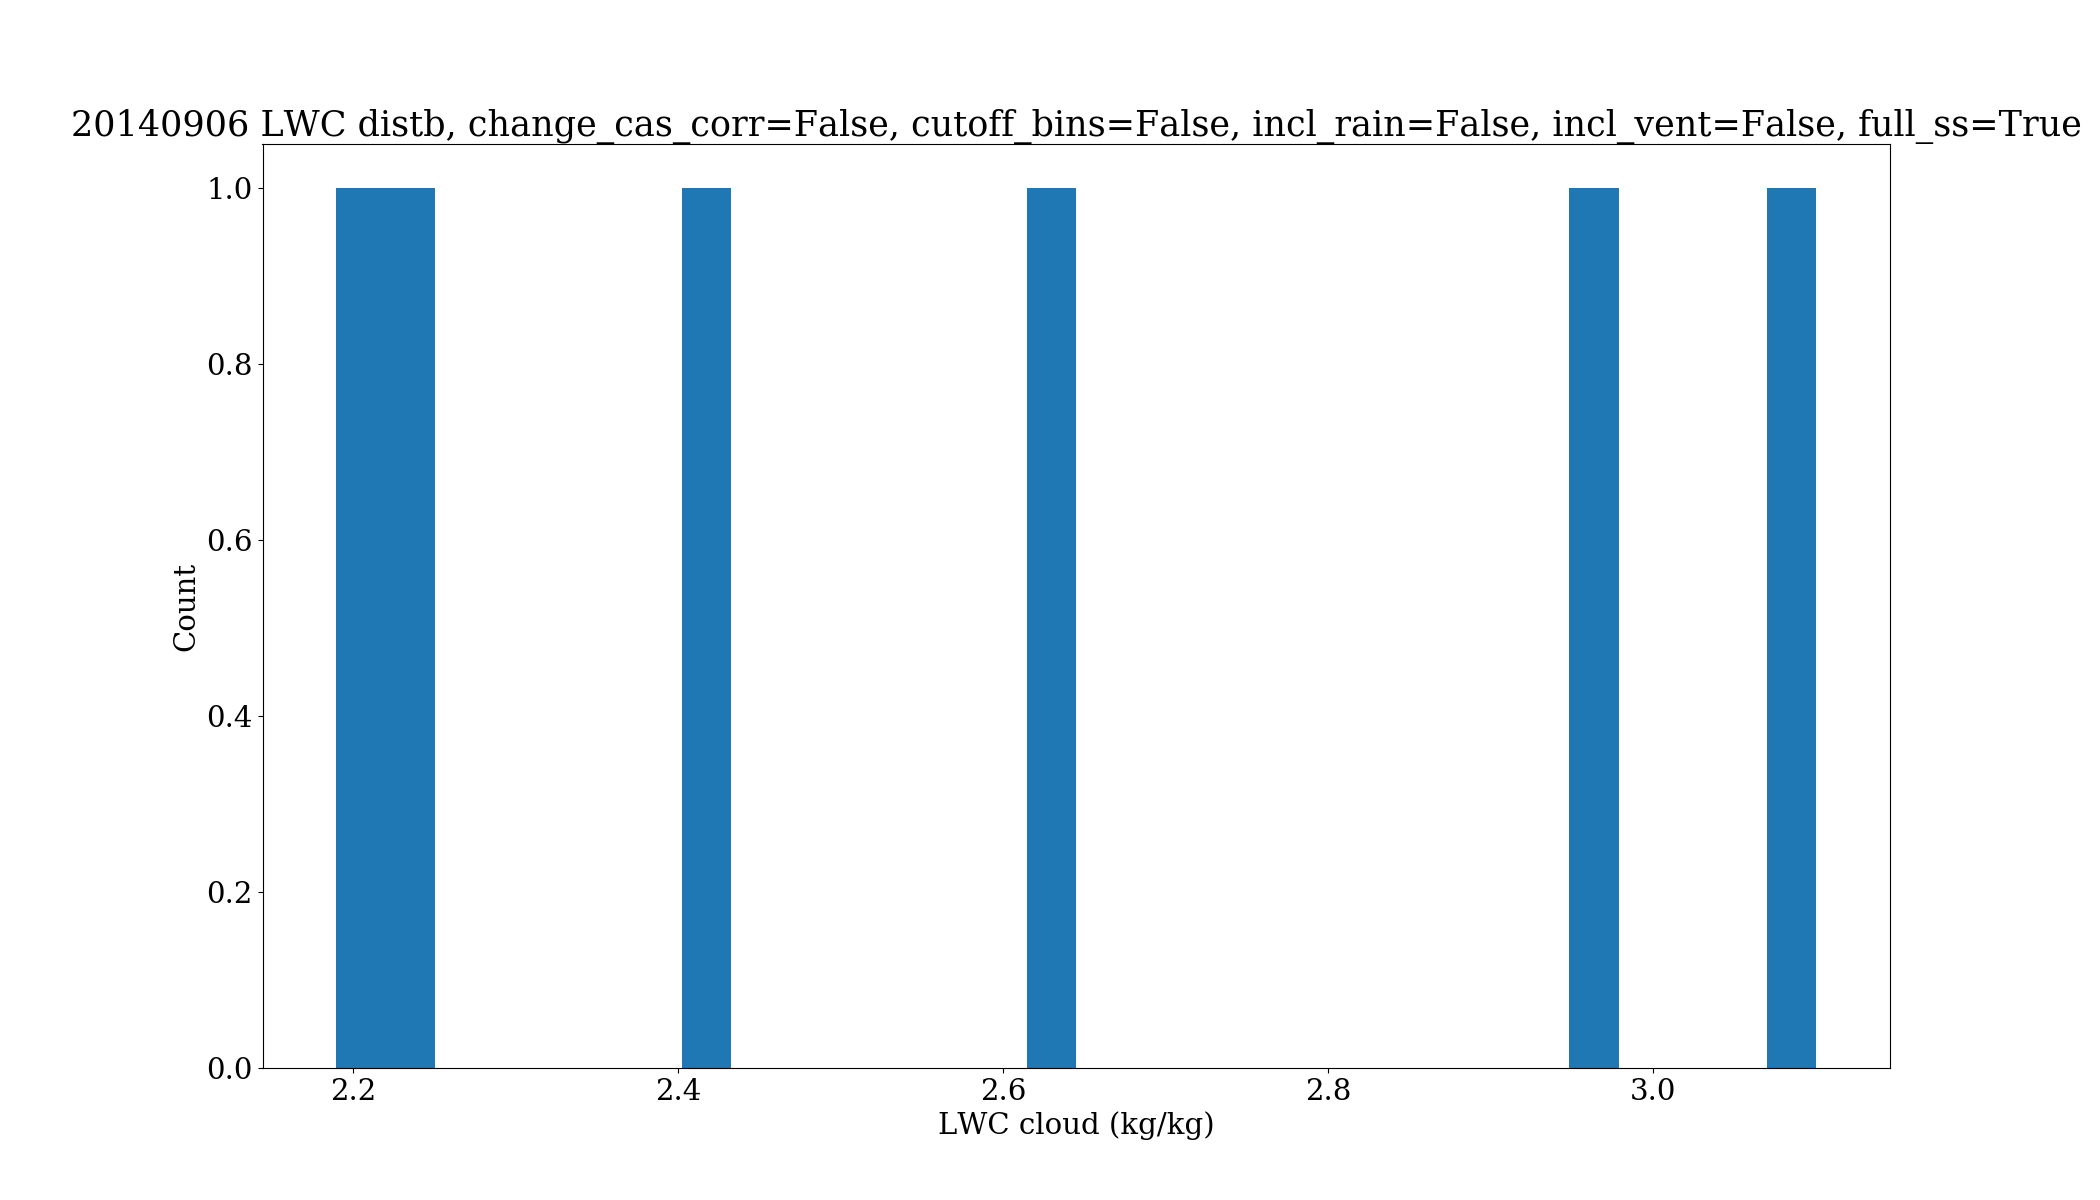 20140906 LWC distb, change_cas_corr=False, cutoff_bins=False, incl_rain=False, incl_vent=False, full_ss=True
1.0
0.8
0.6
0.4
0.2
0.0
Count
2.2 2.4 2.6 2.8 3.0
LWC cloud (kg/kg)